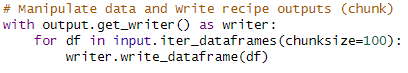 # Manipulate data and write recipe outputs (chunk)
with output.get_writer() as writer:
    for df in input.iter_dataframes(chunksize=100):
        writer.write_dataframe(df)